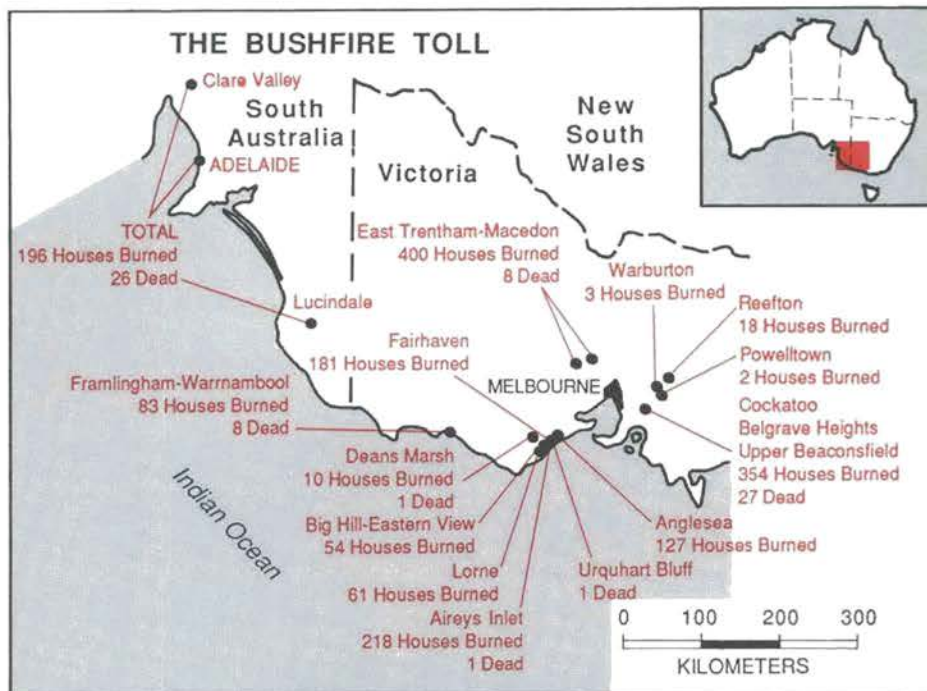 THE BUSHFIRE TOLL
Clare Valley
South
Australia
ADELAIDE
New
South
Wales
Victoria
TOTAL
196 Houses Burned
26 Dead
East Trentham-Macedon
400 Houses Burned
8 Dead
Warburton
3 Houses Burned
Reefton
18 Houses Burned
Lucindale
Fairhaven
181 Houses Burned
MELBOURNE
Powelltown
2 Houses Burned
Framlingham-Warrnambool
83 Houses Burned
8 Dead
Cockatoo
Belgrave Heights
Upper Beaconsfield
354 Houses Burned
27 Dead
Deans Marsh
10 Houses Burned
1 Dead
Big Hill-Eastern View
54 Houses Burned
Anglesea
127 Houses Burned
Indian Ocean
Lorne
61 Houses Burned
Urquhart Bluff
1 Dead
Aireys Inlet
218 Houses Burned
1 Dead
0 100 200 300
KILOMETERS